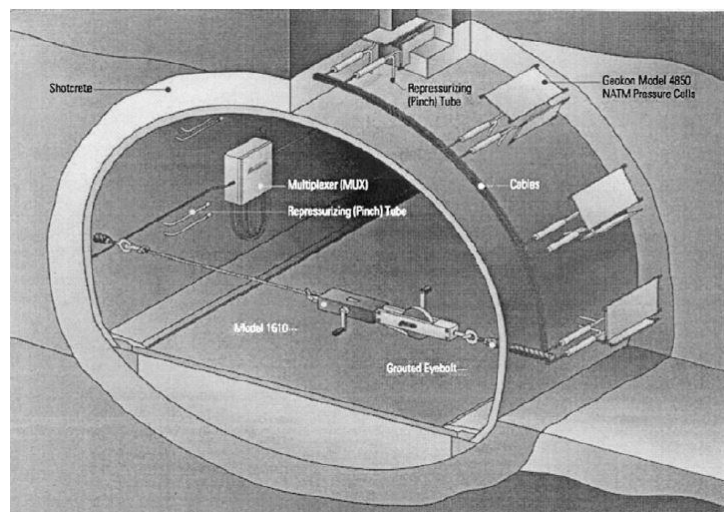 Shotcrete
Repressurizing
(Pinch) Tube
Geokon Model 4850
NATM Pressure Cells
Multiplexer (MUX)
Cables
Repressurizing (Pinch) Tube
Model 1610
Grouted Eyebolt